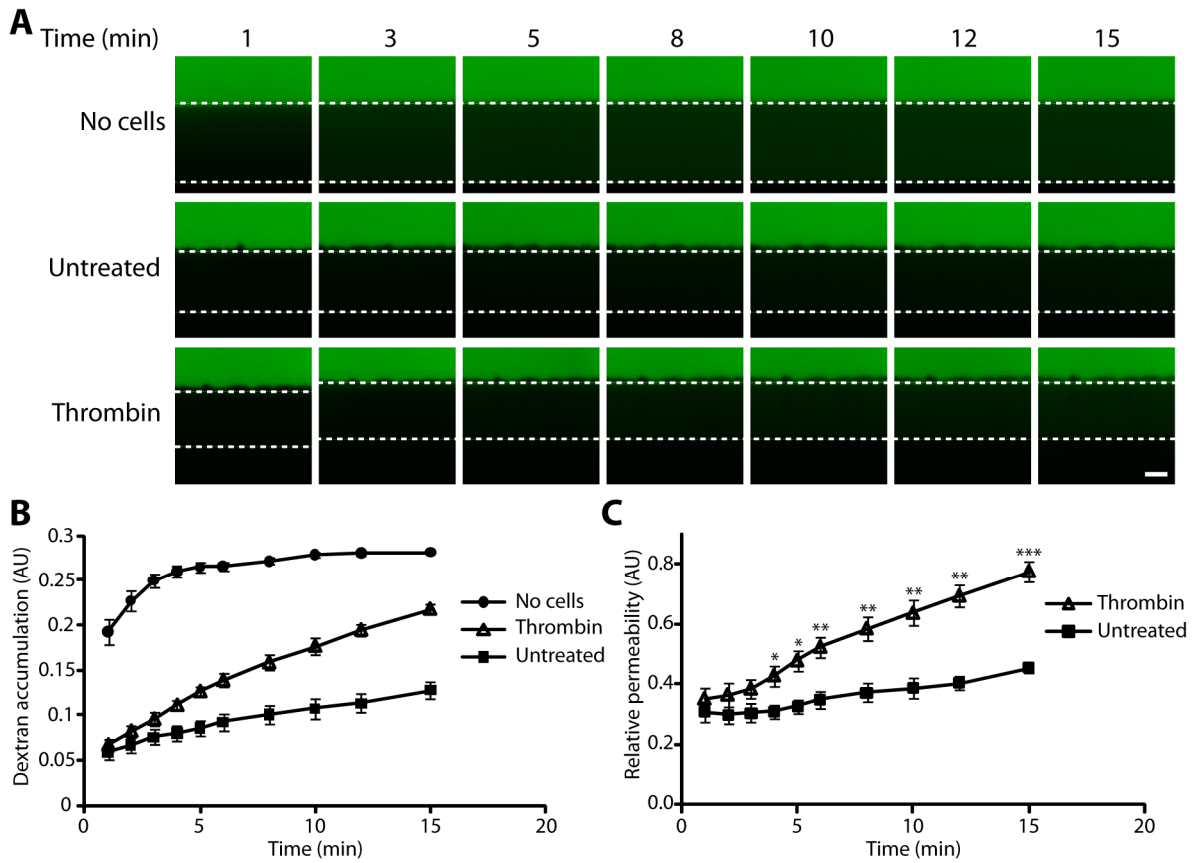 A
Time (min) 1 3 5 8 10 12 15
No cells
Untreated
Thrombin
B
Dextran accumulation (AU)
0.3
0.25
0.2
0.15
0.1
0.05
0
0 5 10 15 20
Time (min)
No cells
Thrombin
Untreated
C
Relative permeability (AU)
0.8
0.6
0.4
0.2
0.0
* * ** ** ** ** ***
0 5 10 15 20
Time (min)
Thrombin
Untreated